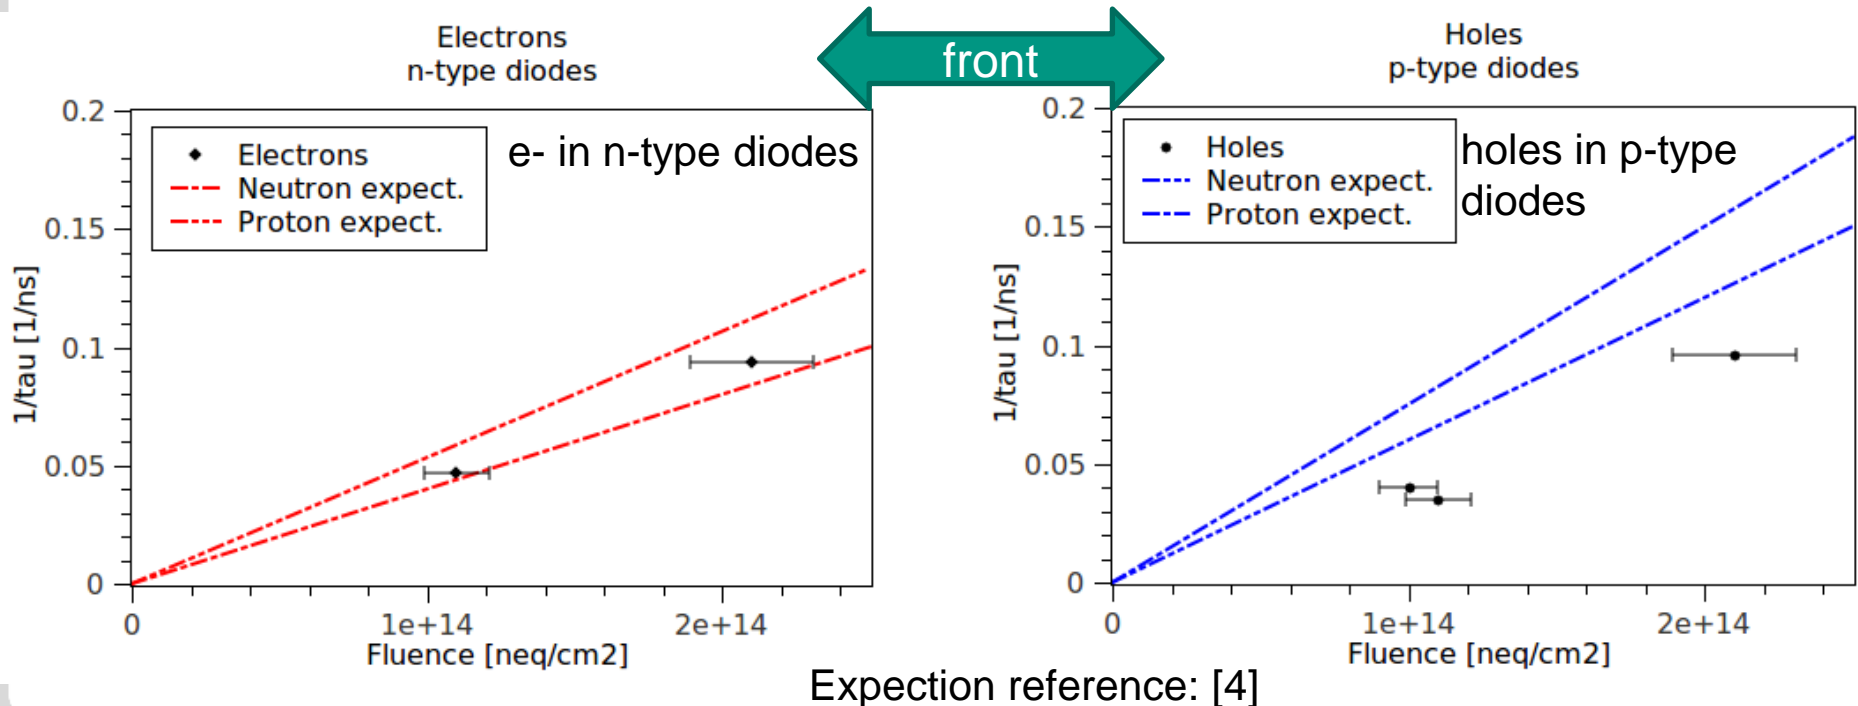 Electrons
n-type diodes
front
Holes
p-type diodes
0.2
0.15
0.1
0.05
0
1/tau [1/ns]
Electrons
Neutron expect.
Proton expect.
e- in n-type diodes
0
1e+14
2e+14
Fluence [neq/cm2]
0.2
0.15
0.1
0.05
0
1/tau [1/ns]
Holes
Neutron expect.
Proton expect.
holes in p-type
diodes
0
1e+14
2e+14
Fluence [neq/cm2]
Expection reference: [4]